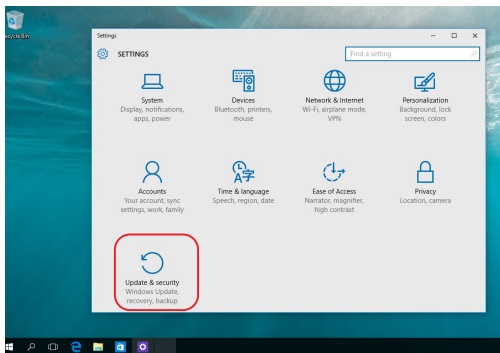 Recycle Bin
Settings
SETTINGS
Find a setting
System
Display, notifications,
apps, power
Devices
Bluetooth, printers,
mouse
Network & Internet
Wi-Fi, airplane mode,
VPN
Personalization
Background, lock
screen, colors
Accounts
Your account, sync
settings, work, family
Time & language
Speech, region, date
Ease of Access
Narrator, magnifier,
high contrast
Privacy
Location, camera
Update & security
Windows Update,
recovery, backup